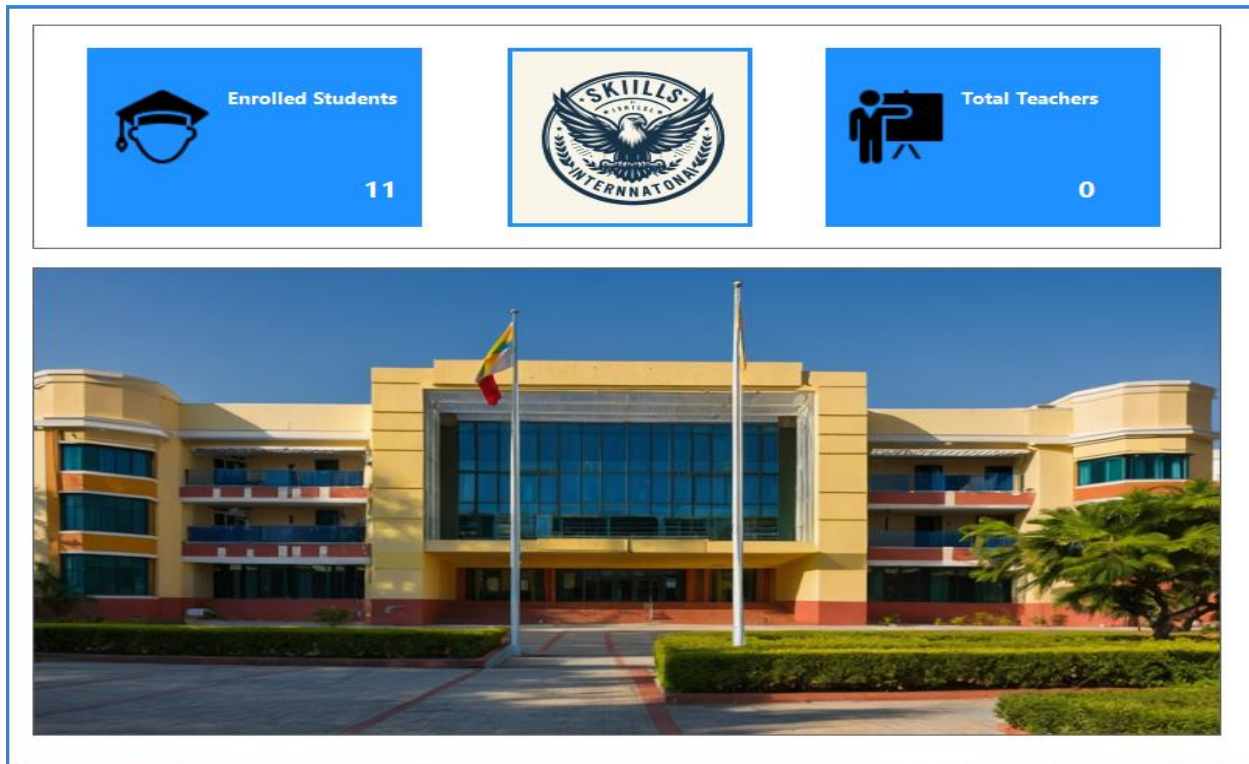 Enrolled Students
11
SKIILLS
INTERNNATONAL
Total Teachers
0